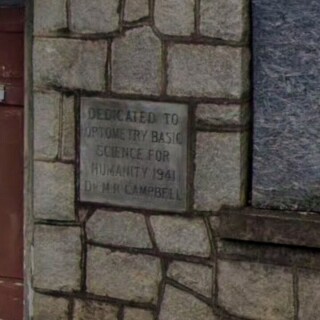 DEDICATED TO
OPTOMETRY BASIC
SCIENCE FOR
HUMANITY 1941
DR. H.R. CAMPBELL